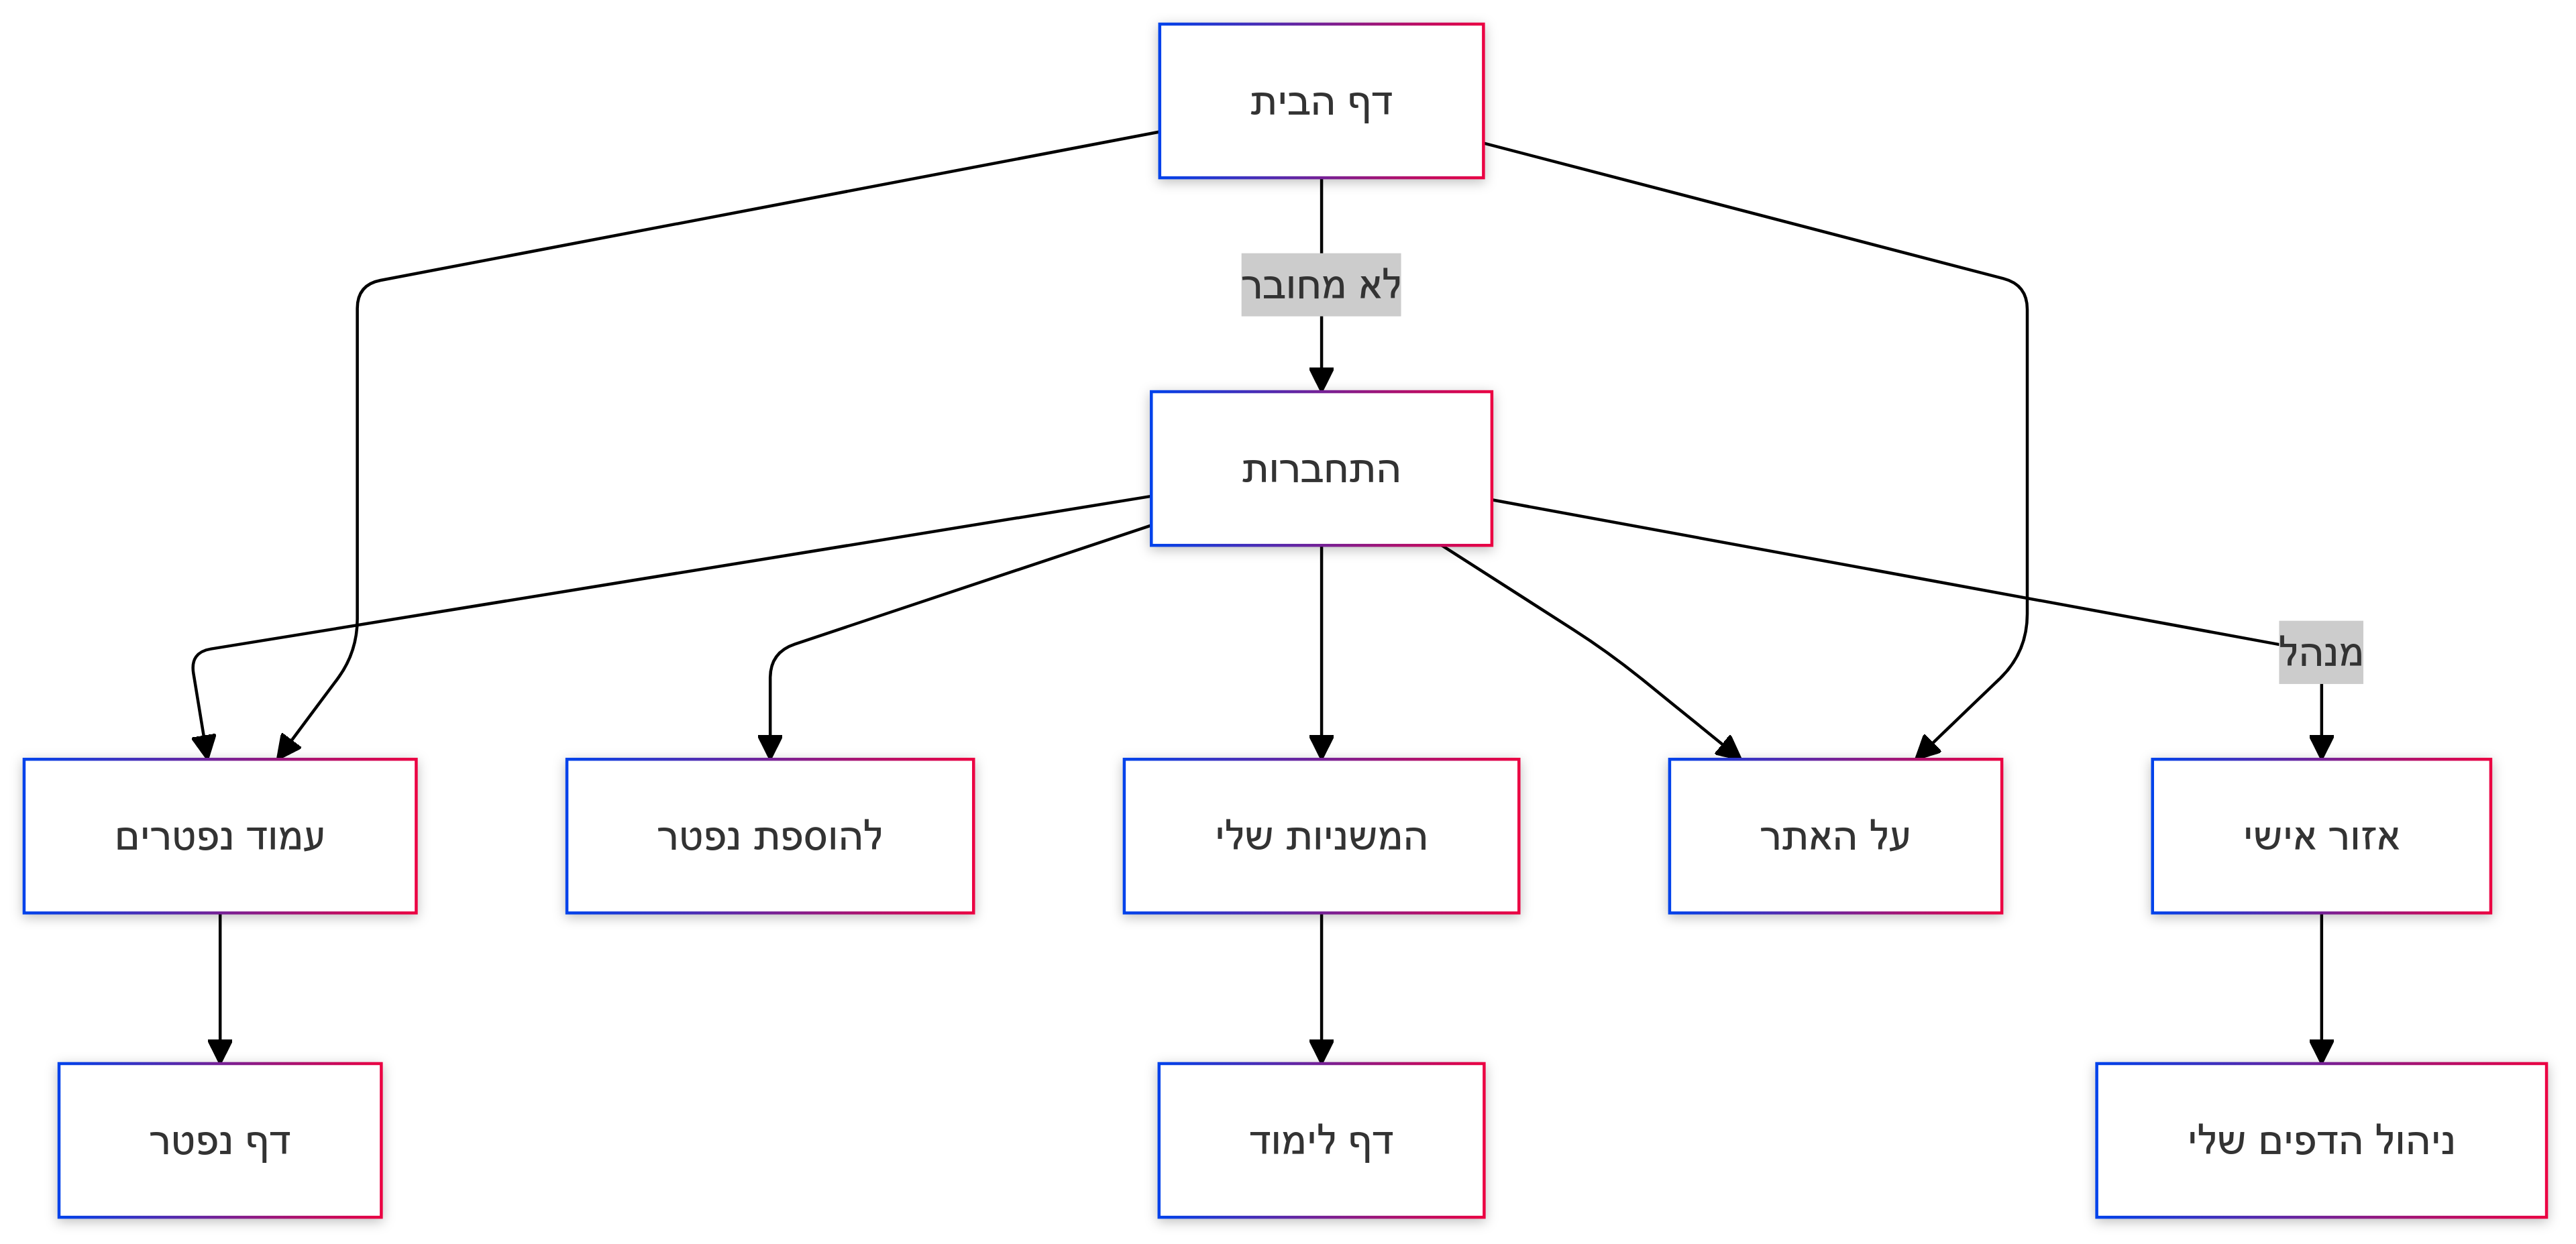 דף הבית
לא מחובר
התחברות
מנהל
אזור אישי
על האתר
המשניות שלי
להוספת נפטר
עמוד נפטרים
ניהול הדפים שלי
דף לימוד
דף נפטר